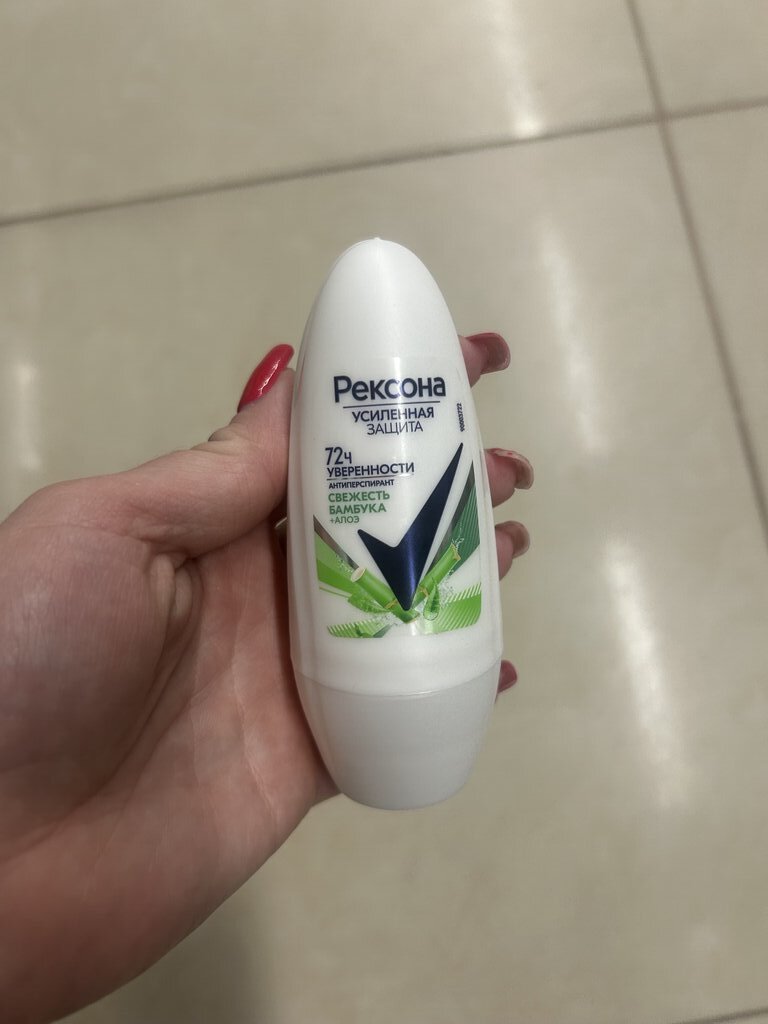 Рексона
УСИЛЕННАЯ
ЗАЩИТА
72ч
УВЕРЕННОСТИ
АНТИПЕРСПИРАНТ
СВЕЖЕСТЬ
БАМБУКА
+АЛОЭ